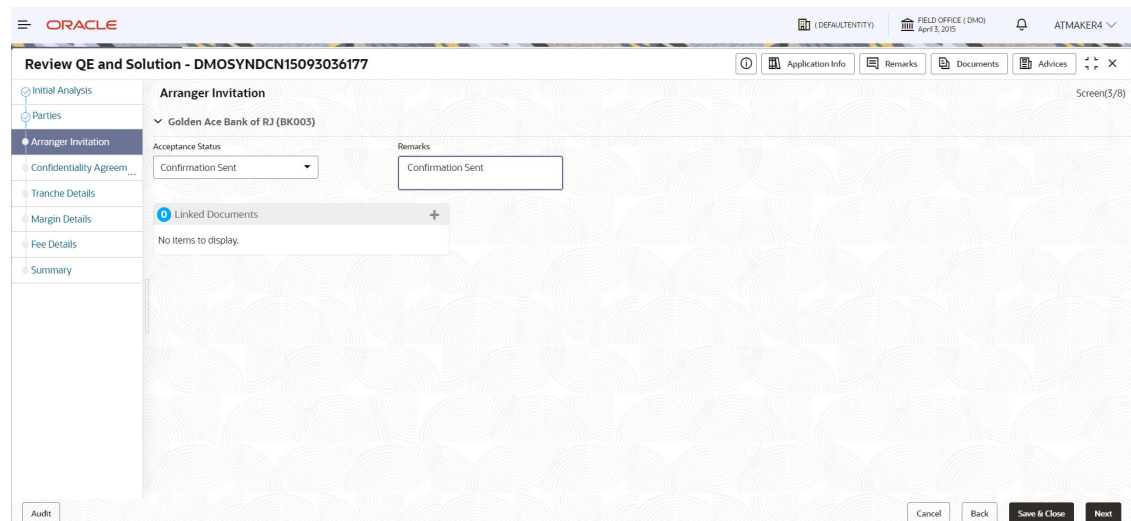 ORACLE
( DEFAULTENTITY)
FIELD OFFICE ( DMO)
April 3, 2015
ATMAKER4
Review QE and Solution - DMOSYNDCN15093036177
Application Info
Remarks
Documents
Advices
Initial Analysis
Parties
Arranger Invitation
Confidentiality Agreem...
Tranche Details
Margin Details
Fee Details
Summary
Arranger Invitation
Screen(3/8)
Golden Ace Bank of RJ (BK003)
Acceptance Status
Remarks
Confirmation Sent
Confirmation Sent
0 Linked Documents
No items to display.
Audit
Cancel
Back
Save & Close
Next